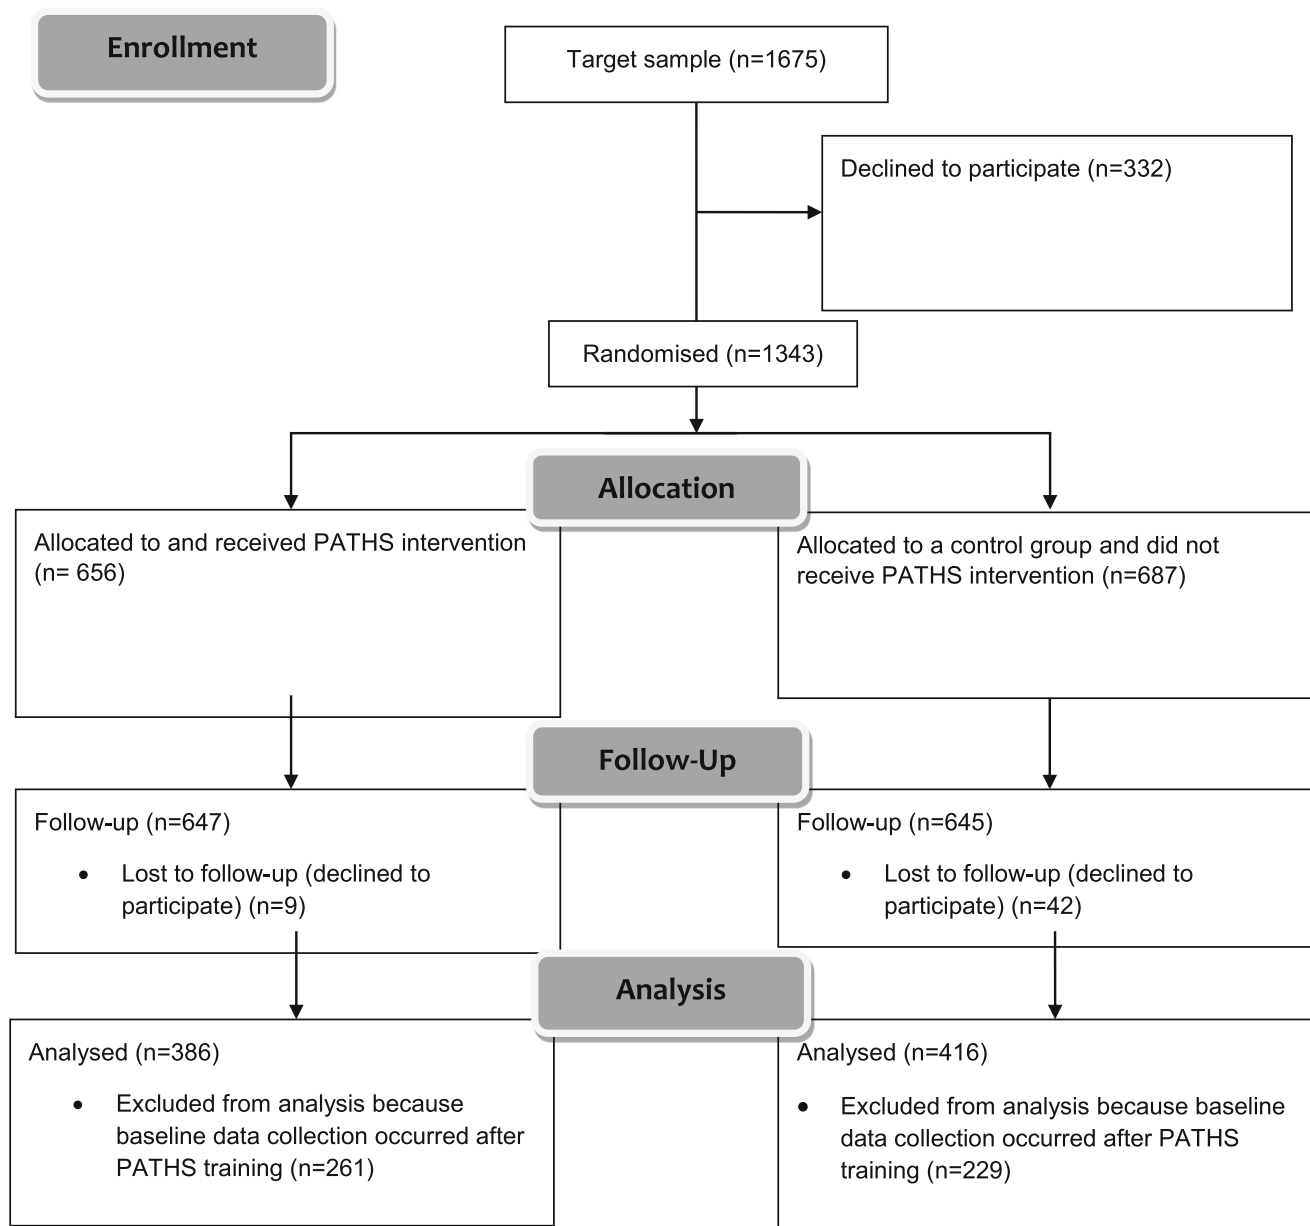 Enrollment
Target sample (n=1675)
Declined to participate (n=332)
Randomised (n=1343)
Allocation
Allocated to and received PATHS intervention
(n= 656)
Allocated to a control group and did not
receive PATHS intervention (n=687)
Follow-Up
Follow-up (n=647)
• Lost to follow-up (declined to
participate) (n=9)
Follow-up (n=645)
• Lost to follow-up (declined to
participate) (n=42)
Analysis
Analysed (n=386)
• Excluded from analysis because
baseline data collection occurred after
PATHS training (n=261)
Analysed (n=416)
• Excluded from analysis because baseline
data collection occurred after PATHS
training (n=229)